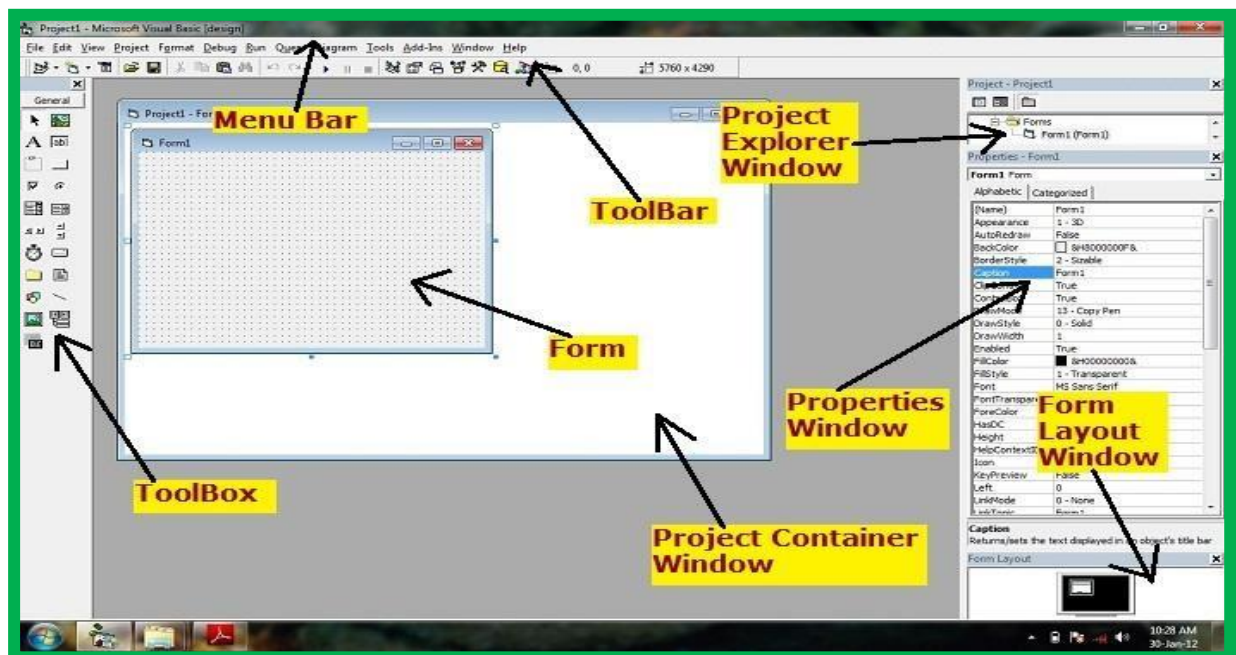 Project1 - Microsoft Visual Basic [design]
File Edit View Project Format Debug Run Tools Add-Ins Window Help
0, 0 5760 x 4290
General
Menu Bar
Project1 -
Form1
ToolBar
Form
ToolBox
Project Container
Window
Project
Explorer
Window
Properties
Window
Form
Layout
Window
Project - Project1
Forms
Form1 (Form1)
Properties - Form1
Form1 Form
Alphabetic Categorized
(Name) Form1
Appearance 1 - 3D
AutoRedraw False
BackColor &H8000000F&
BorderStyle 2 - Sizable
Caption Form1
True
True
13 - Copy Pen
DrawStyle 0 - Solid
DrawWidth 1
Enabled True
FillColor &H00000000&
FillStyle 1 - Transparent
Font MS Sans Serif
ForeColor
HasDC
Height
Icon
KeyPreview False
Left 0
LinkMode 0 - None
LinkTopic Form1
Caption
Returns/sets the text displayed in an object's title bar
Form Layout
10:28 AM
30-Jan-12